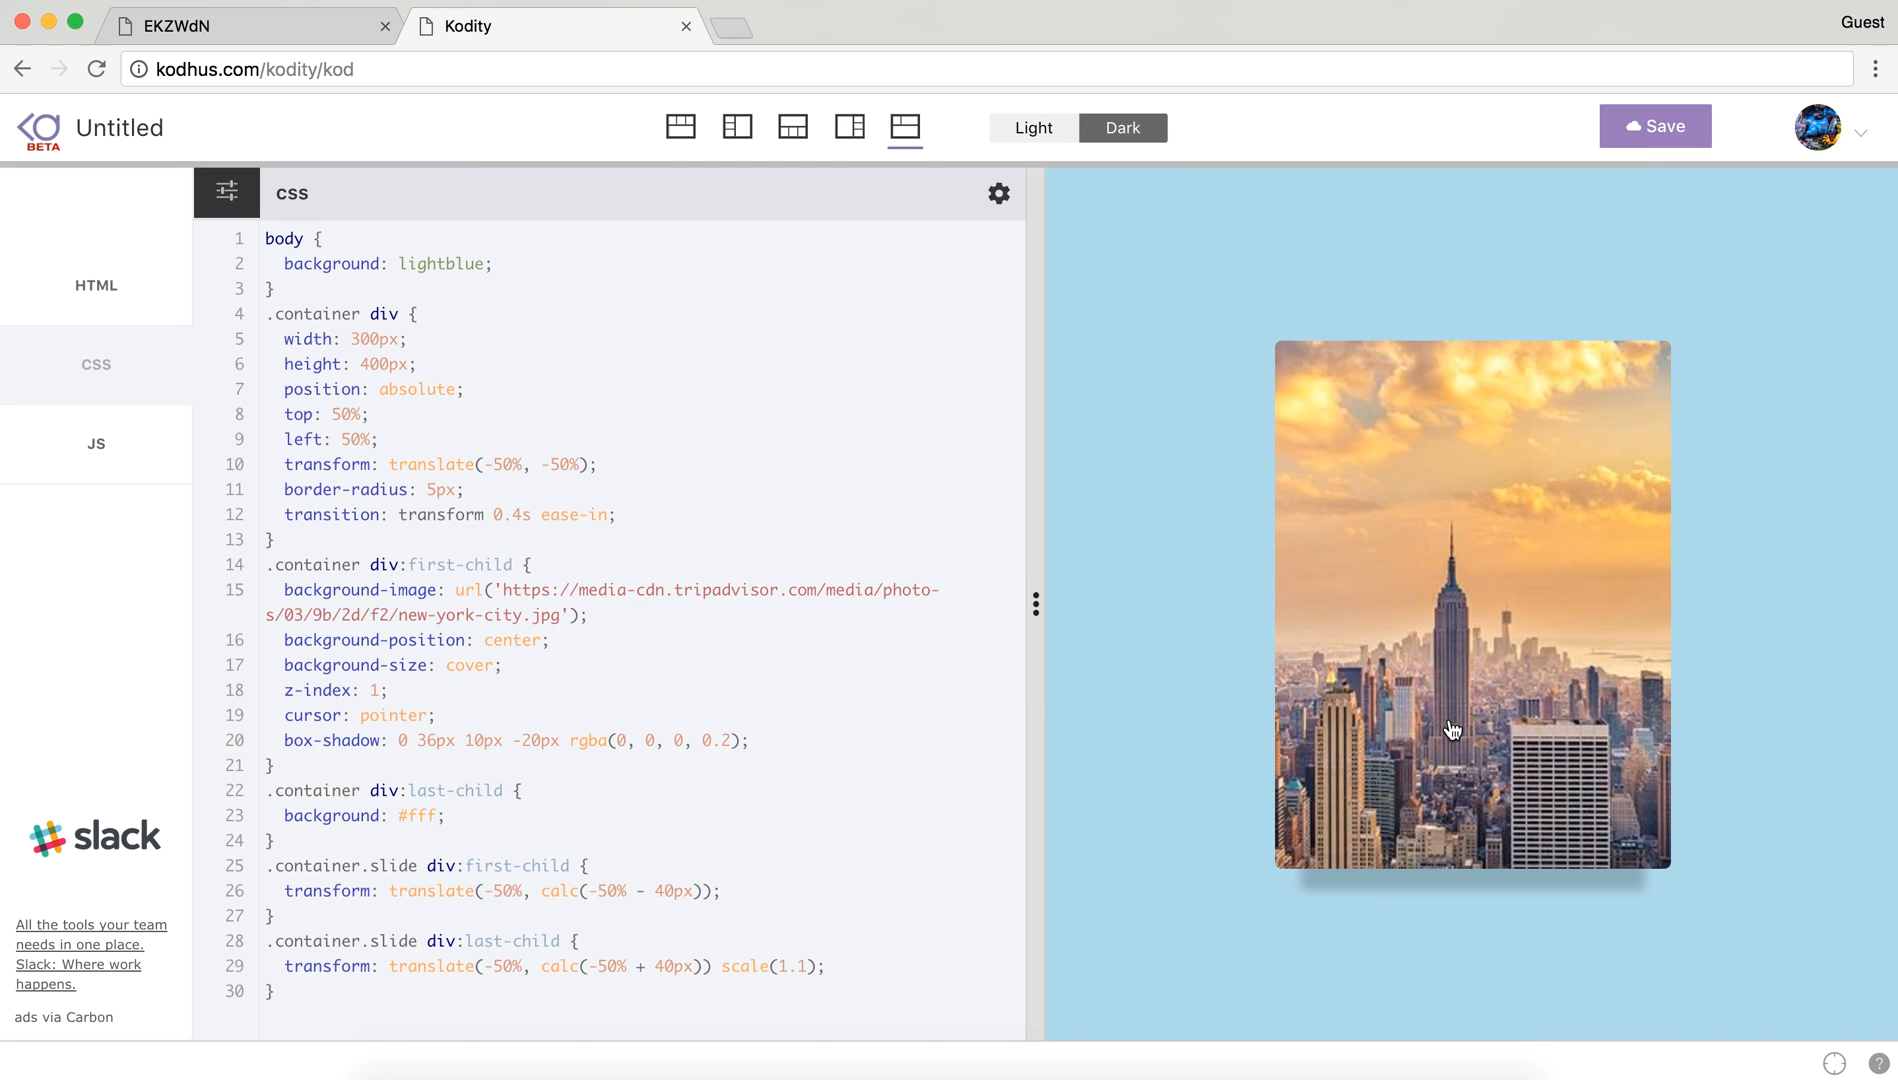 EKZWdN
Kodity
Guest
kodhus.com/kodity/kod
BETA
Untitled
Light
Dark
Save
HTML
CSS
JS
slack
All the tools your team
needs in one place.
Slack: Where work
happens.
ads via Carbon
css
1 body {
2 background: lightblue;
3 }
4 .container div {
5 width: 300px;
6 height: 400px;
7 position: absolute;
8 top: 50%;
9 left: 50%;
10 transform: translate(-50%, -50%);
11 border-radius: 5px;
12 transition: transform 0.4s ease-in;
13 }
14 .container div:first-child {
15 background-image: url('https://media-cdn.tripadvisor.com/media/photo-
s/03/9b/2d/f2/new-york-city.jpg');
16 background-position: center;
17 background-size: cover;
18 z-index: 1;
19 cursor: pointer;
20 box-shadow: 0 36px 10px -20px rgba(0, 0, 0, 0.2);
21 }
22 .container div:last-child {
23 background: #fff;
24 }
25 .container.slide div:first-child {
26 transform: translate(-50%, calc(-50% - 40px));
27 }
28 .container.slide div:last-child {
29 transform: translate(-50%, calc(-50% + 40px)) scale(1.1);
30 }
?